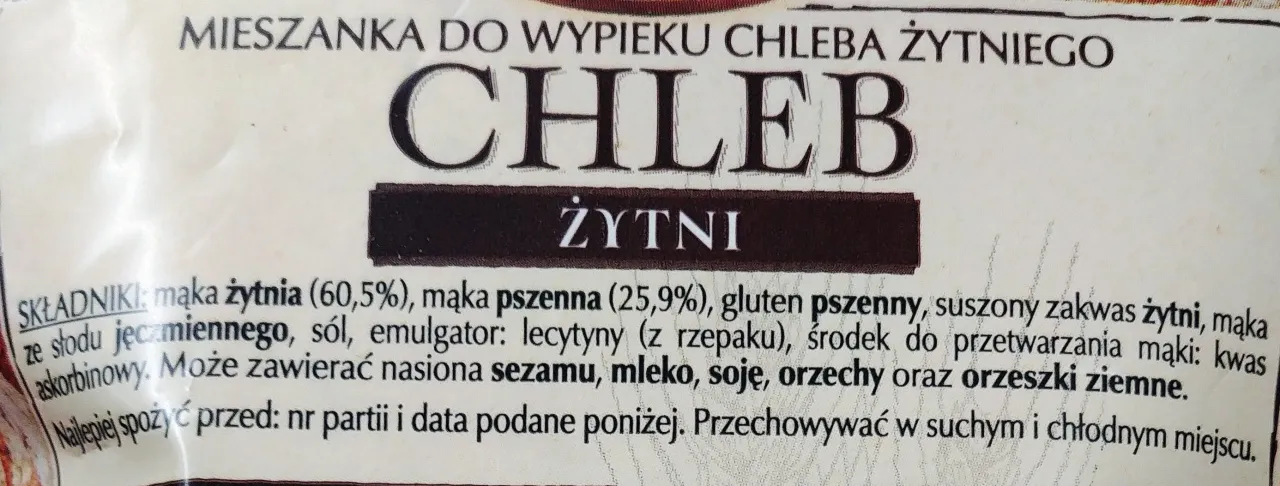 MIESZANKA DO WYPIEKU CHLEBA ŻYTNIEGO
CHLEB
ŻYTNI
SKŁADNIKI: mąka żytnia (60,5%), mąka pszenna (25,9%), gluten pszenny, suszony zakwas żytni, mąka
ze słodu jęczmiennego, sól, emulgator: lecytyny (z rzepaku), środek do przetwarzania mąki: kwas
askorbinowy. Może zawierać nasiona sezamu, mleko, soję, orzechy oraz orzeszki ziemne.
Najlepiej spożyć przed: nr partii i data podane poniżej. Przechowywać w suchym i chłodnym miejscu.